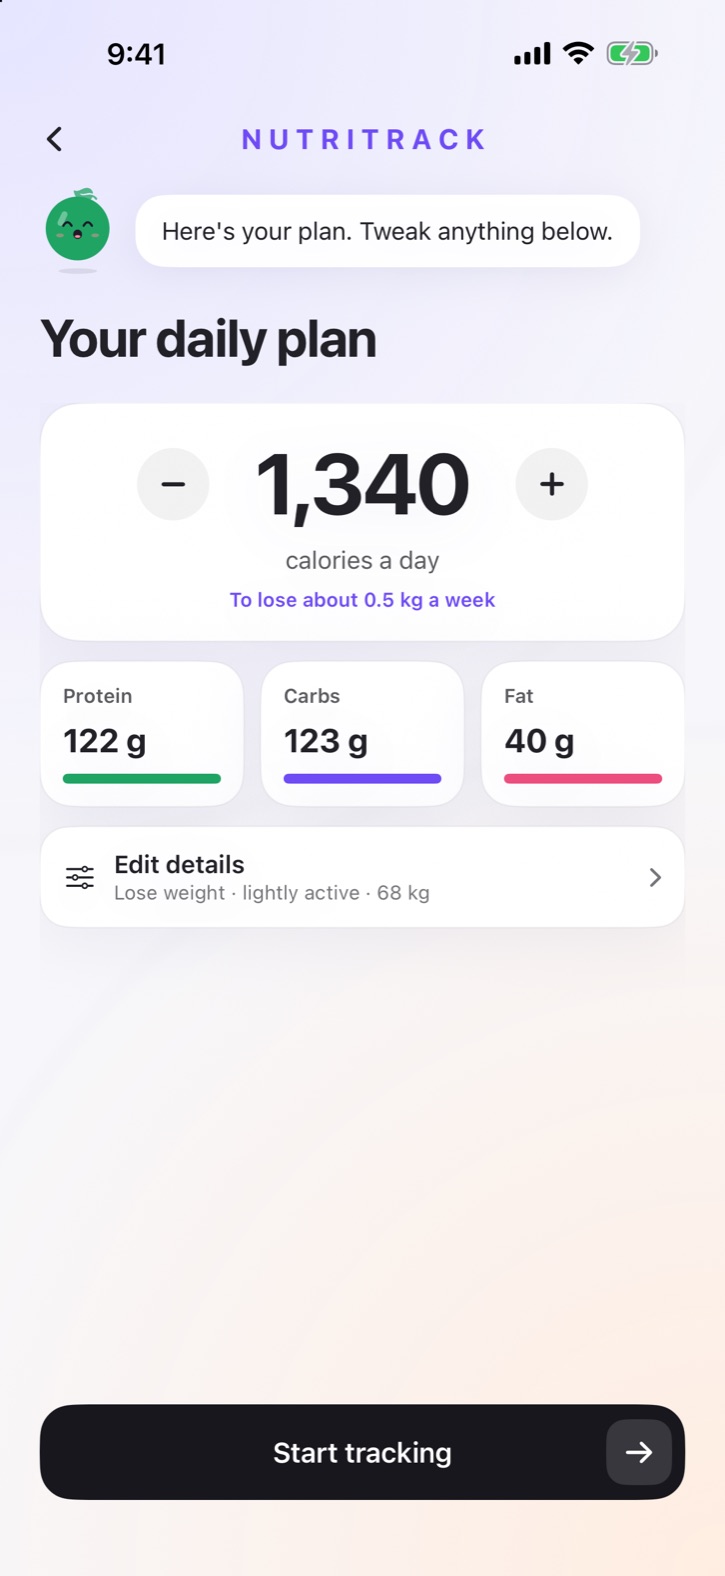 9:41
NUTRITRACK
Here's your plan. Tweak anything below.
Your daily plan
− 1,340 +
calories a day
To lose about 0.5 kg a week
Protein Carbs Fat
122 g 123 g 40 g
Edit details
Lose weight · lightly active · 68 kg
Start tracking